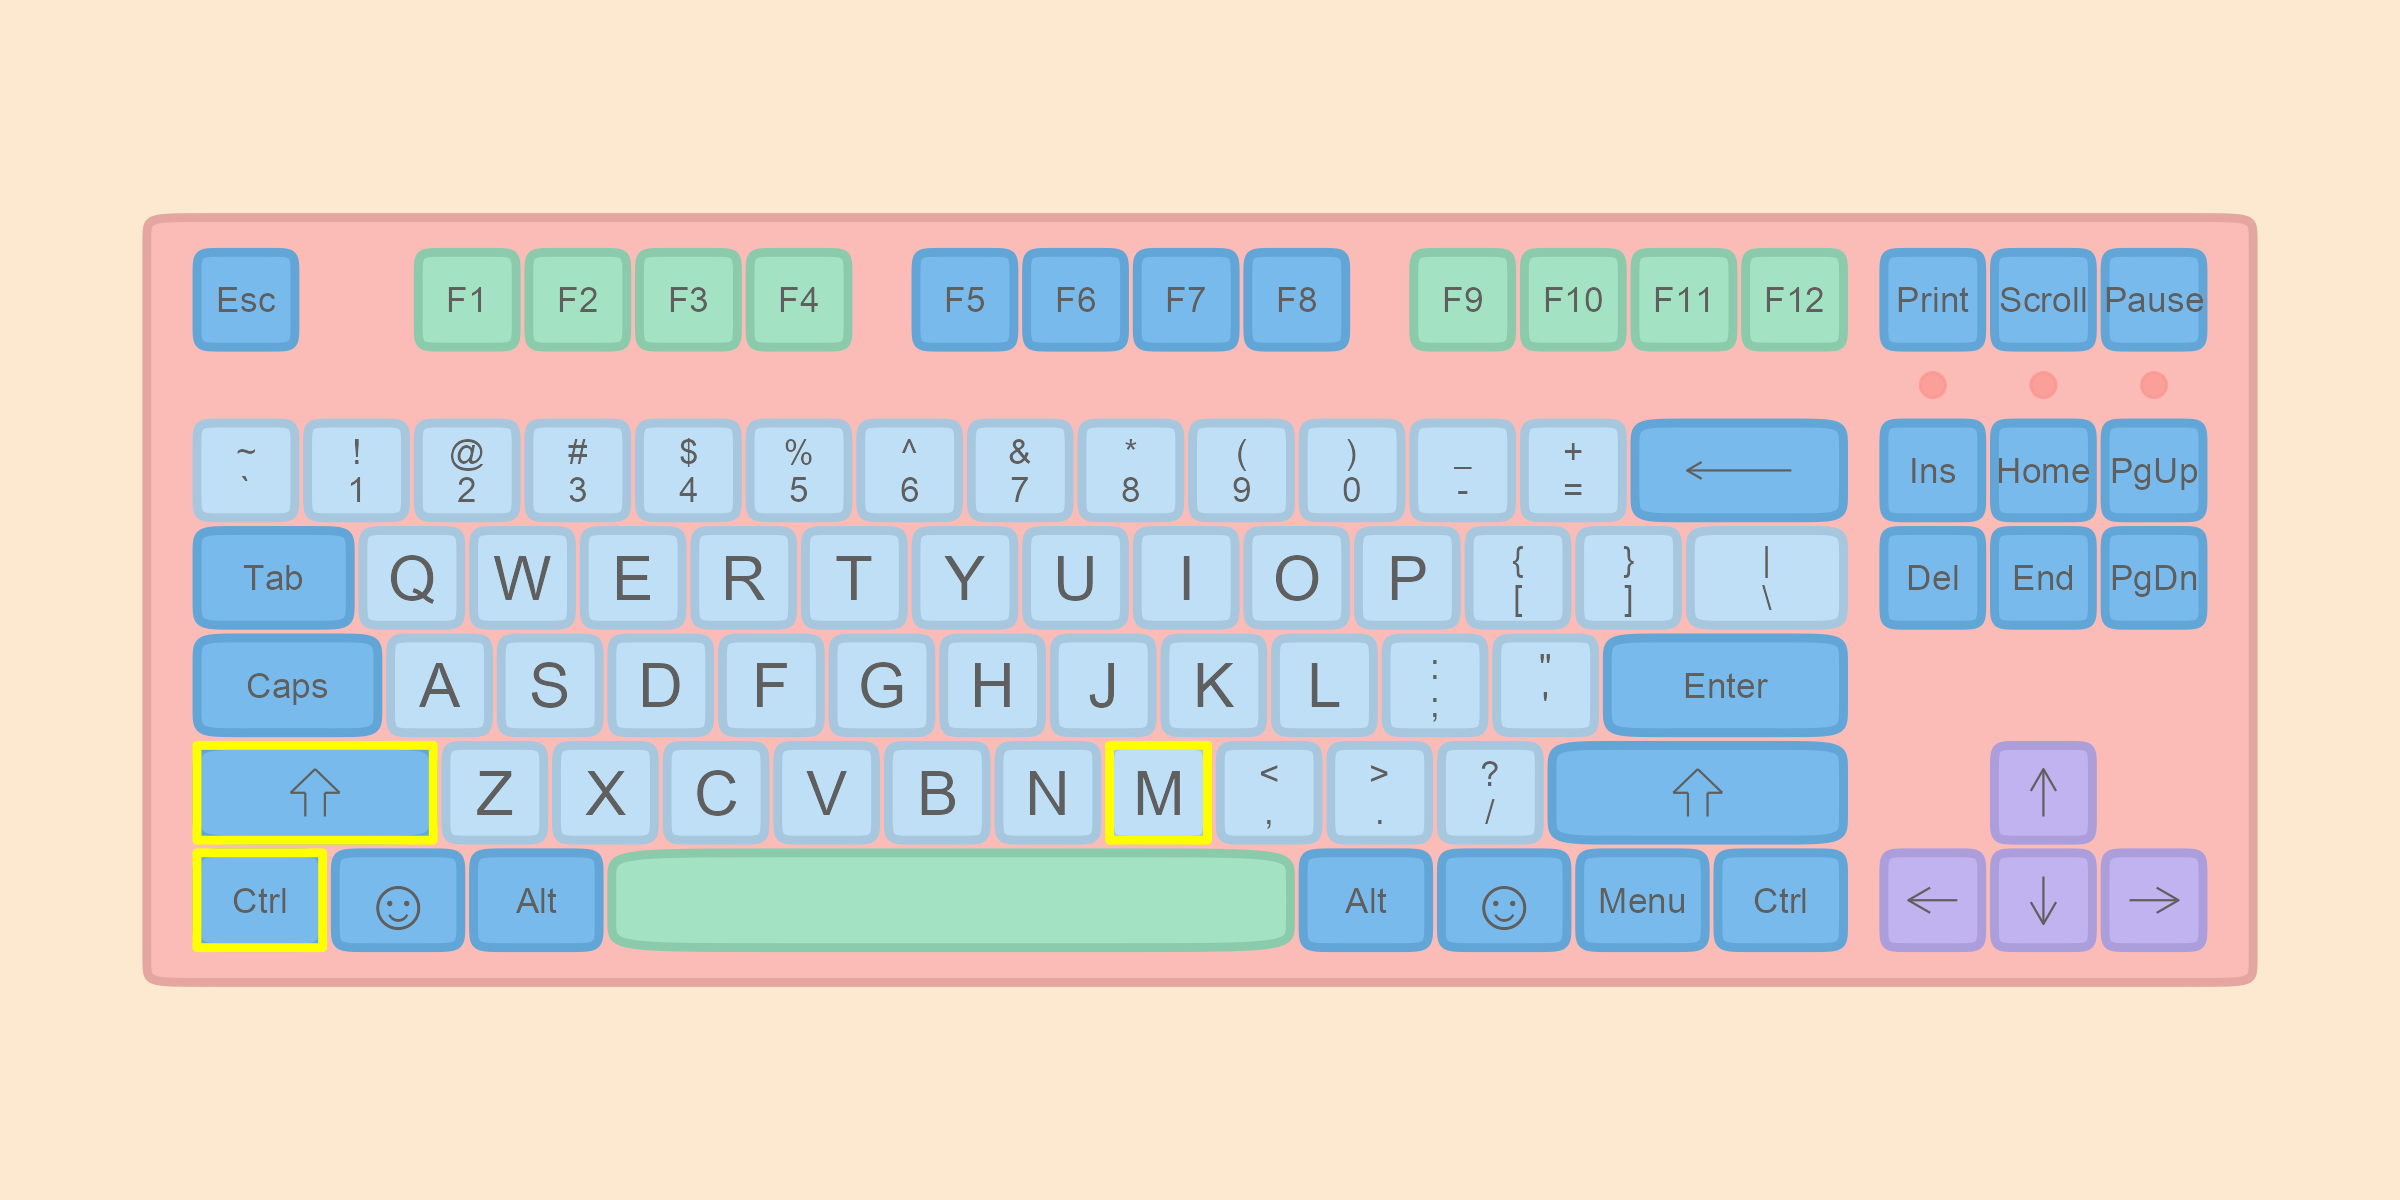 Esc F1 F2 F3 F4 F5 F6 F7 F8 F9 F10 F11 F12 Print Scroll Pause
~ ! @ # $ % ^ & * ( ) _ +
` 1 2 3 4 5 6 7 8 9 0 - = ← Ins Home PgUp
Tab Q W E R T Y U I O P { } |
[ ] \ Del End PgDn
Caps A S D F G H J K L : "
; ' Enter
⇧ Z X C V B N M < > ?
, . / ⇧ ↑
Ctrl ☺ Alt Alt ☺ Menu Ctrl ← ↓ →